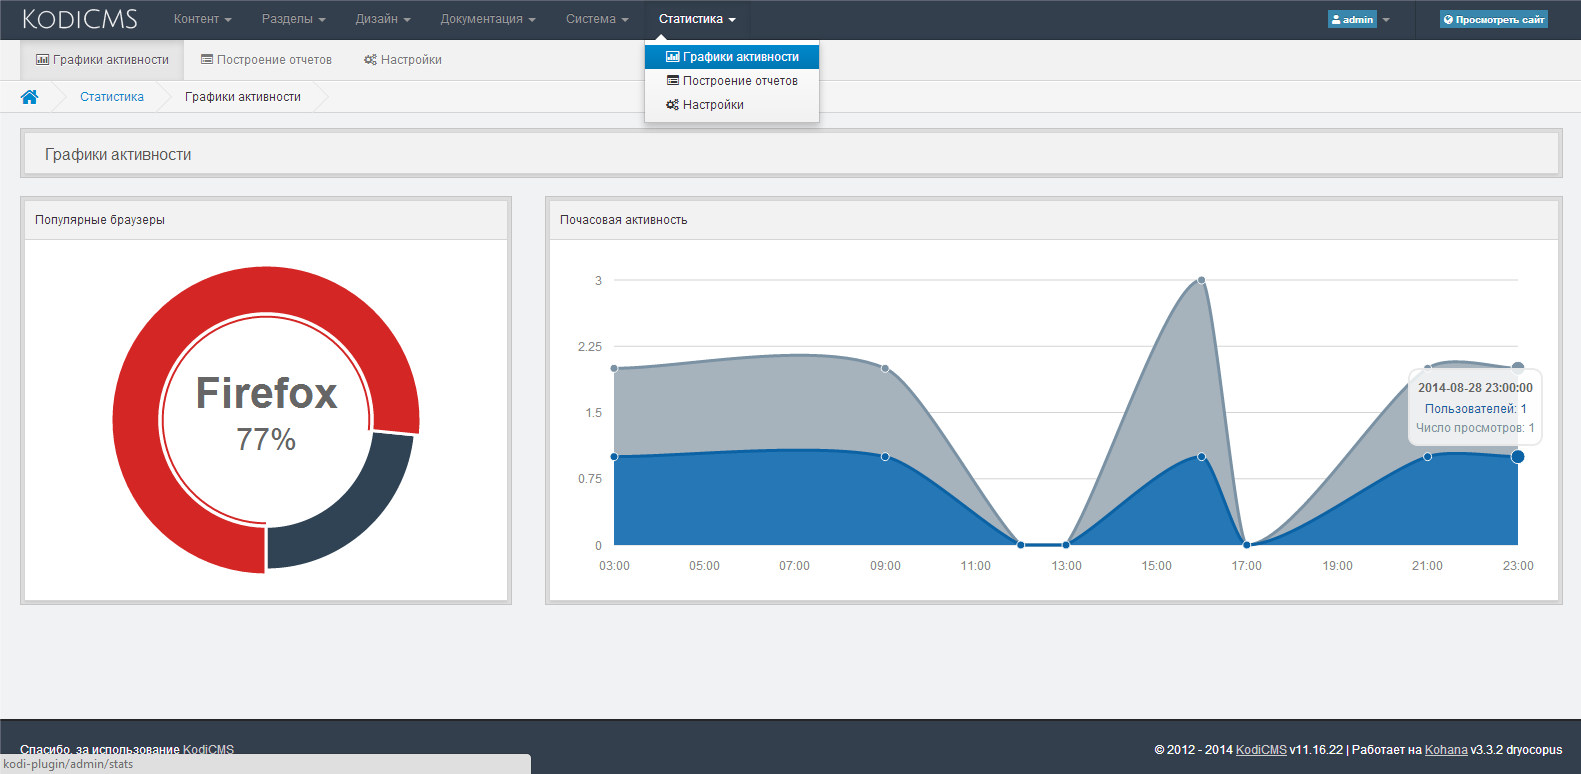 KODICMS Контент Разделы Дизайн Документация Система Статистика admin Просмотреть сайт
Графики активности Построение отчетов Настройки
Графики активности
Построение отчетов
Настройки
Статистика Графики активности
Графики активности
Популярные браузеры
Firefox
77%
Почасовая активность
3
2.25
1.5
0.75
0
03:00 05:00 07:00 09:00 11:00 13:00 15:00 17:00 19:00 21:00 23:00
2014-08-28 23:00:00
Пользователей: 1
Число просмотров: 1
Спасибо, за использование KodiCMS
© 2012 - 2014 KodiCMS v11.16.22 | Работает на Kohana v3.3.2 dryocopus
kodi-plugin/admin/stats